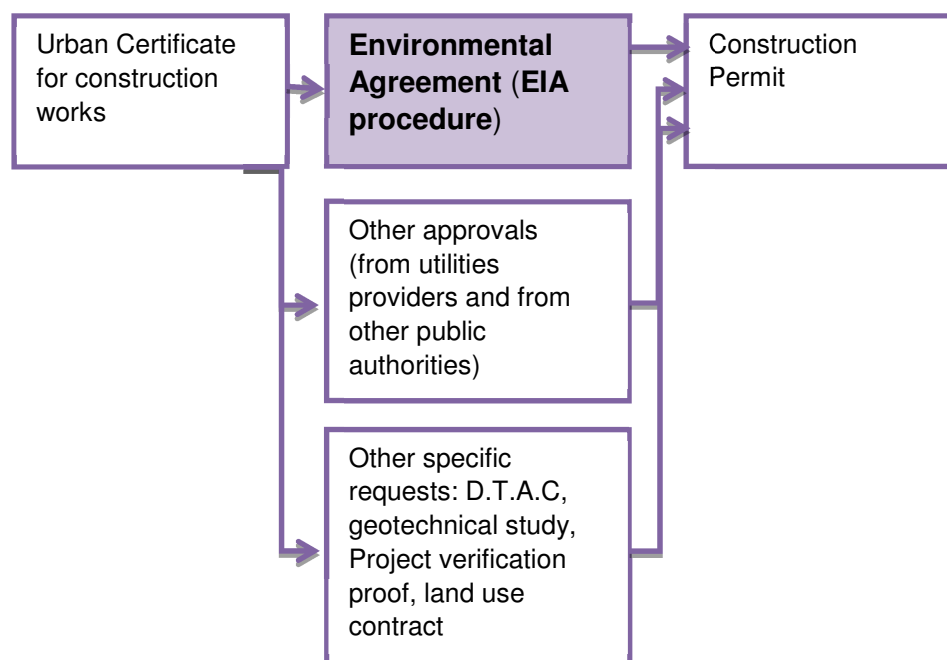 Urban Certificate
for construction
works
Environmental
Agreement (EIA
procedure)
Construction
Permit
Other approvals
(from utilities
providers and from
other public
authorities)
Other specific
requests: D.T.A.C,
geotechnical study,
Project verification
proof, land use
contract